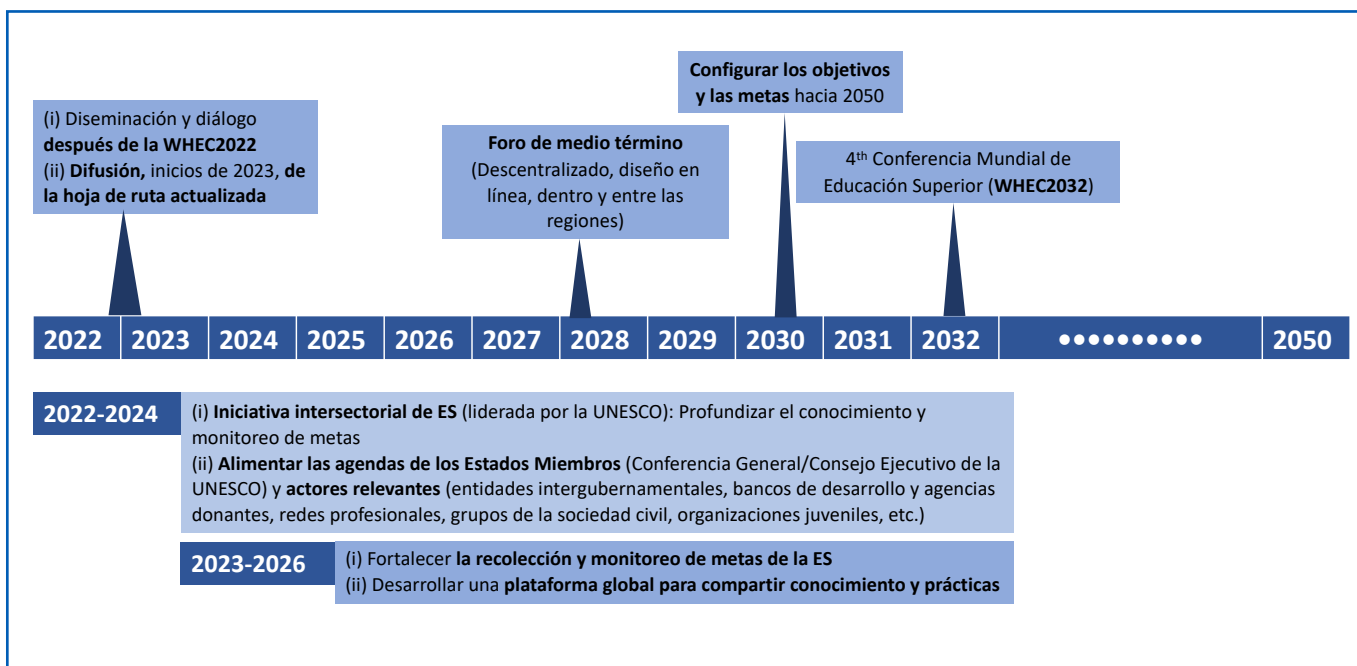 Configurar los objetivos
y las metas hacia 2050
(i) Diseminación y diálogo
después de la WHEC2022
(ii) Difusión, inicios de 2023, de
la hoja de ruta actualizada
Foro de medio término
(Descentralizado, diseño en
línea, dentro y entre las
regiones)
4th Conferencia Mundial de
Educación Superior (WHEC2032)
2022 2023 2024 2025 2026 2027 2028 2029 2030 2031 2032 •••••••••• 2050
2022-2024
(i) Iniciativa intersectorial de ES (liderada por la UNESCO): Profundizar el conocimiento y
monitoreo de metas
(ii) Alimentar las agendas de los Estados Miembros (Conferencia General/Consejo Ejecutivo de la
UNESCO) y actores relevantes (entidades intergubernamentales, bancos de desarrollo y agencias
donantes, redes profesionales, grupos de la sociedad civil, organizaciones juveniles, etc.)
2023-2026
(i) Fortalecer la recolección y monitoreo de metas de la ES
(ii) Desarrollar una plataforma global para compartir conocimiento y prácticas